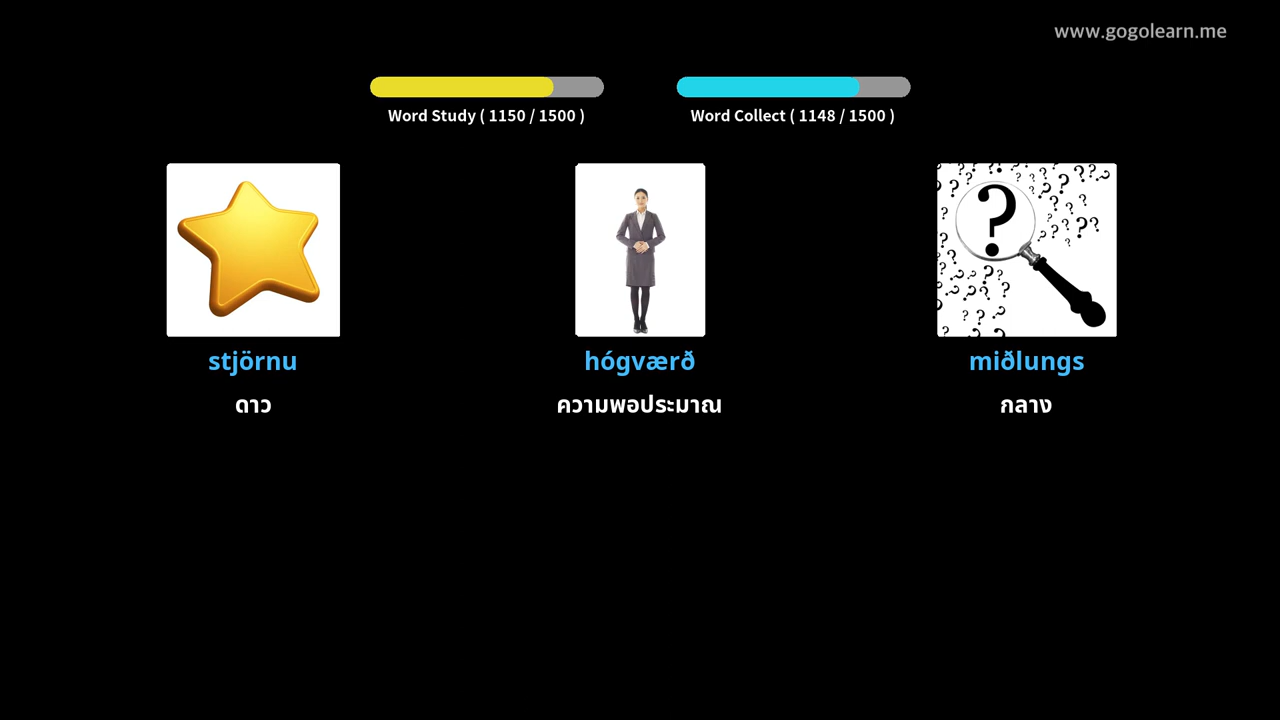 www.gogolearn.me
Word Study ( 1150 / 1500 )
Word Collect ( 1148 / 1500 )
stjörnu
hógværð
miðlungs
ดาว
ความพอประมาณ
กลาง